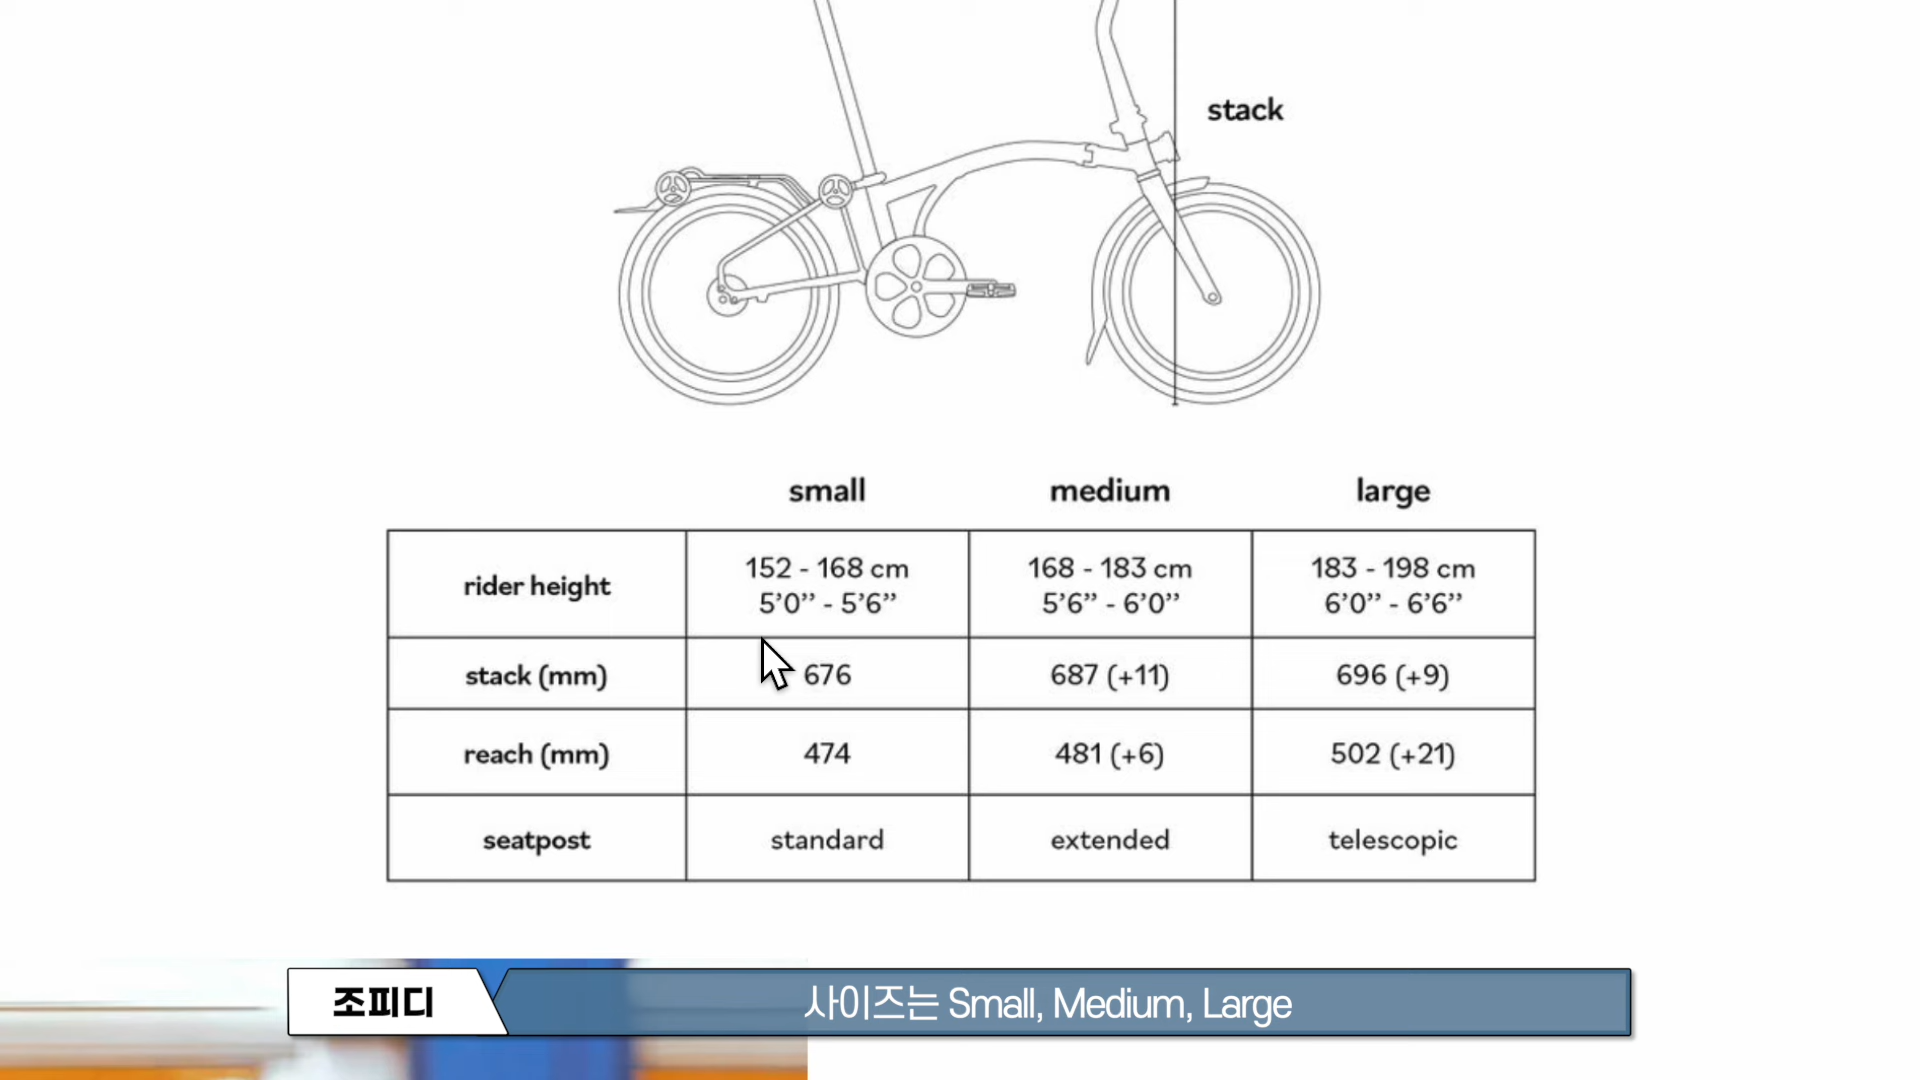 stack
small medium large
rider height 152 - 168 cm 168 - 183 cm 183 - 198 cm
5’0’’ - 5’6’’ 5’6’’ - 6’0’’ 6’0’’ - 6’6’’
stack (mm) 676 687 (+11) 696 (+9)
reach (mm) 474 481 (+6) 502 (+21)
seatpost standard extended telescopic
조피디 사이즈는 Small, Medium, Large